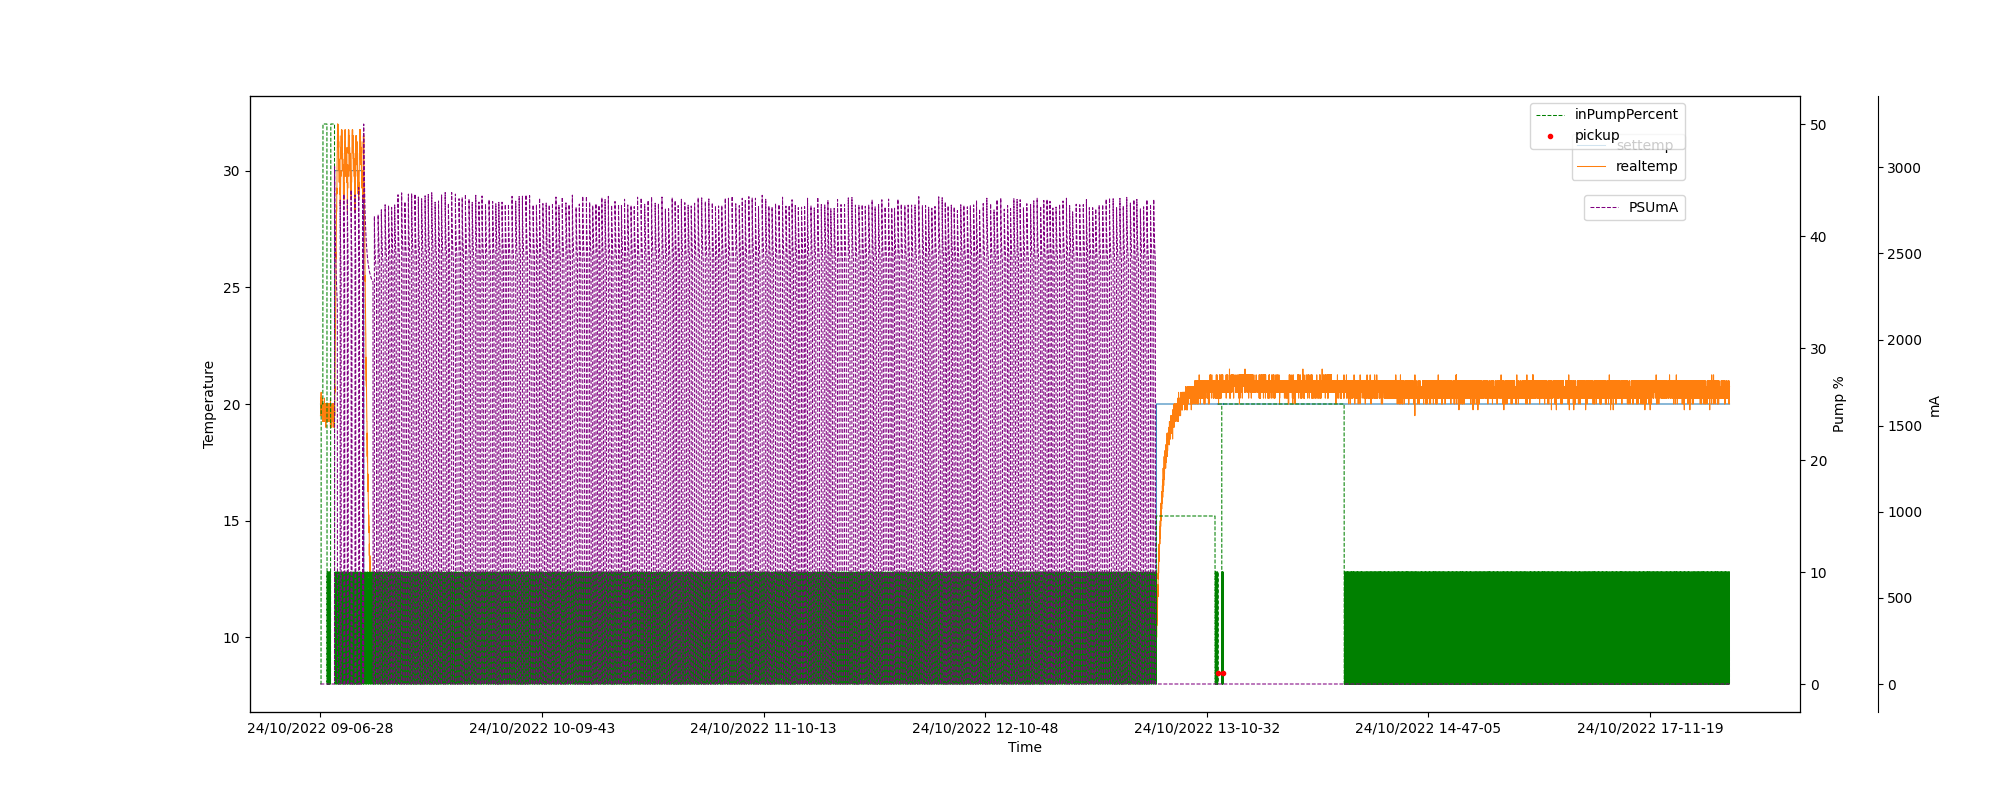 inPumpPercent
pickup
settemp
realtemp
PSUmA
30
25
20
15
10
Temperature
50
40
30
20
10
0
Pump %
3000
2500
2000
1500
1000
500
0
mA
24/10/2022 09-06-28
24/10/2022 10-09-43
24/10/2022 11-10-13
24/10/2022 12-10-48
24/10/2022 13-10-32
24/10/2022 14-47-05
24/10/2022 17-11-19
Time